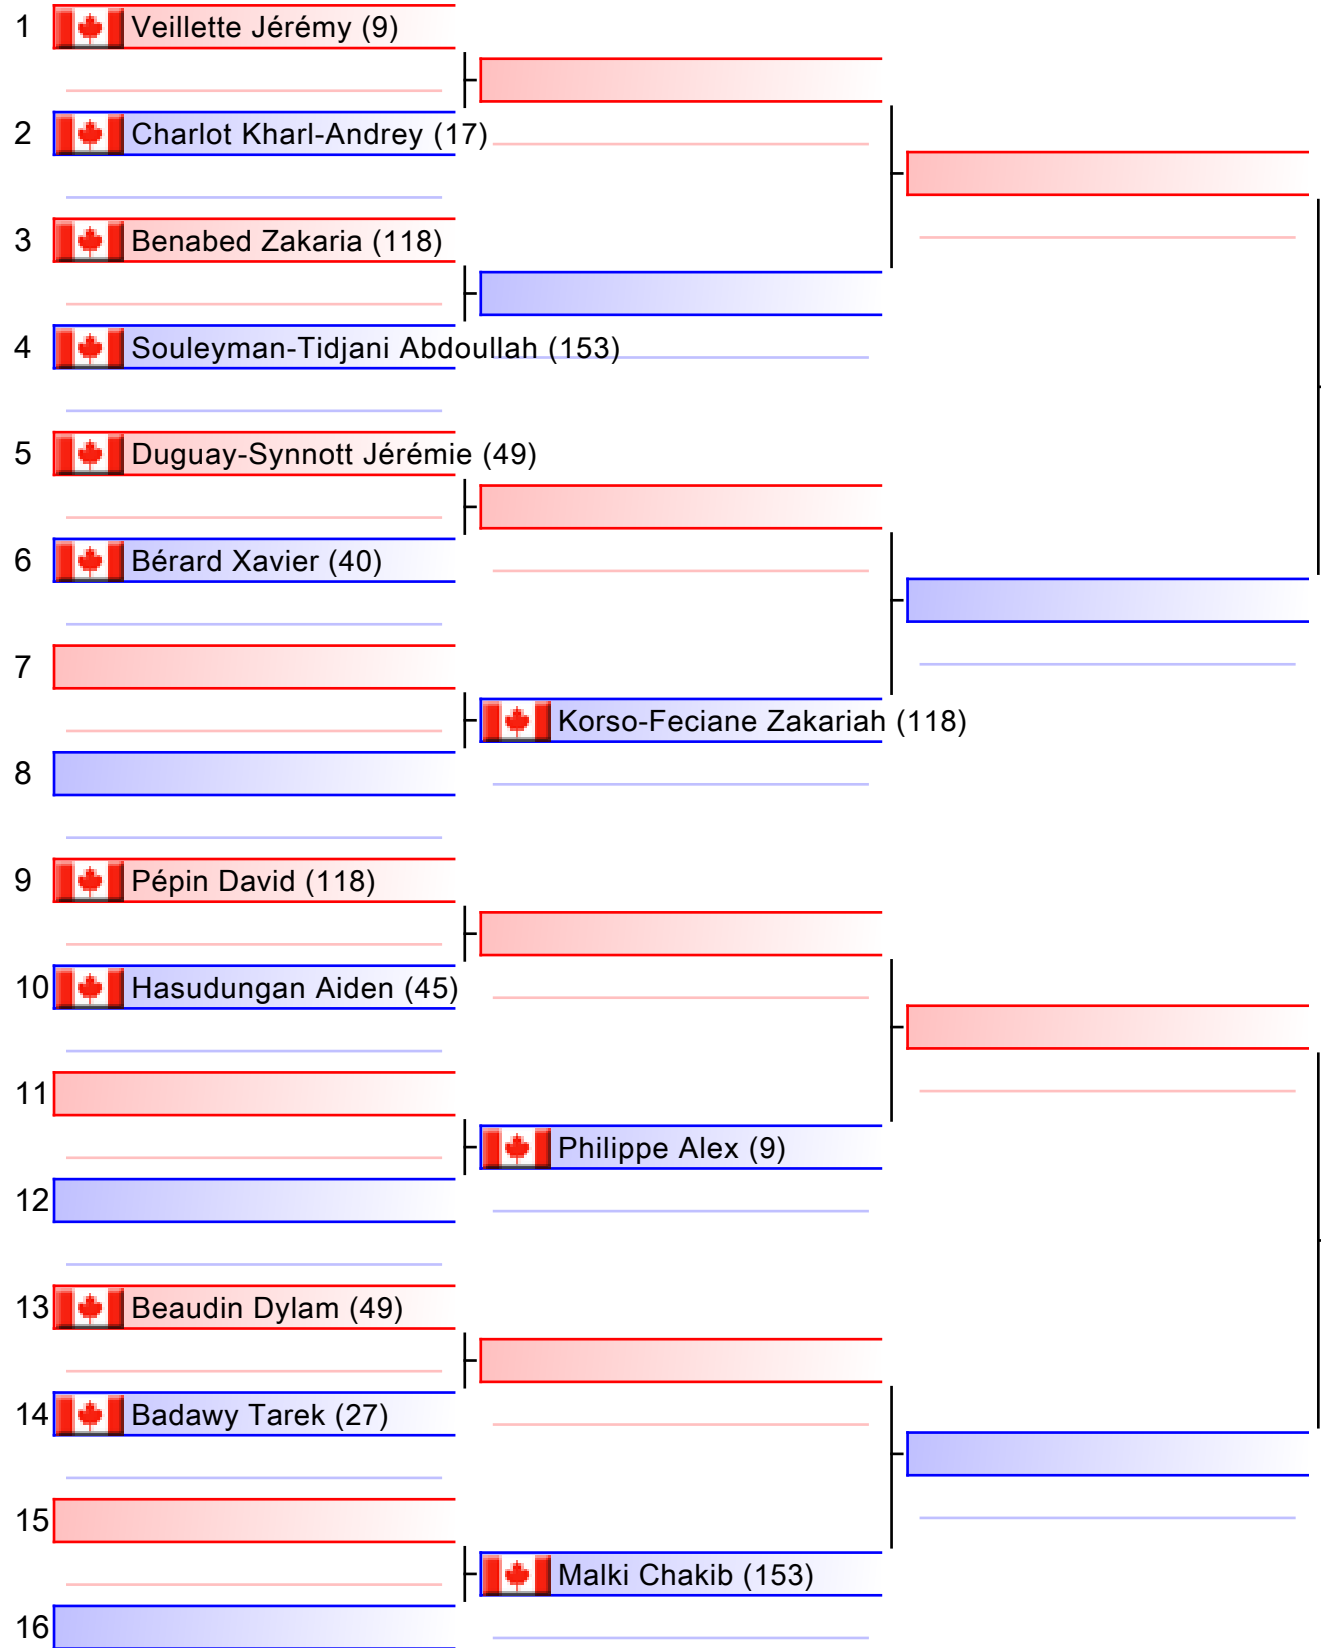 1 Veillette Jérémy (9)
2 Charlot Kharl-Andrey (17)
3 Benabed Zakaria (118)
4 Souleyman-Tidjani Abdoullah (153)
5 Duguay-Synnott Jérémie (49)
6 Bérard Xavier (40)
7
Korso-Feciane Zakariah (118)
8
9 Pépin David (118)
10 Hasudungan Aiden (45)
11
Philippe Alex (9)
12
13 Beaudin Dylam (49)
14 Badawy Tarek (27)
15
Malki Chakib (153)
16